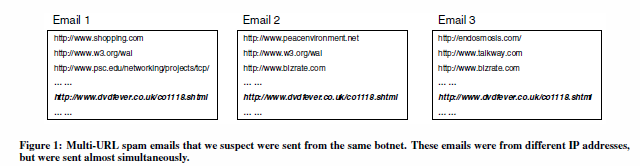 Email 1
http://www.shopping.com
http://www.w3.org/wai
http://www.psc.edu/networking/projects/tcp/
... ...
http://www.dvdfever.co.uk/co1118.shtml
... ...
Email 2
http://www.peacenvironment.net
http://www.w3.org/wai
http://www.bizrate.com
... ...
http://www.dvdfever.co.uk/co1118.shtml
... ...
Email 3
http://endosmosis.com/
http://www.talkway.com
http://www.bizrate.com
... ...
http://www.dvdfever.co.uk/co1118.shtml
... ...
Figure 1: Multi-URL spam emails that we suspect were sent from the same botnet. These emails were from different IP addresses,
but were sent almost simultaneously.